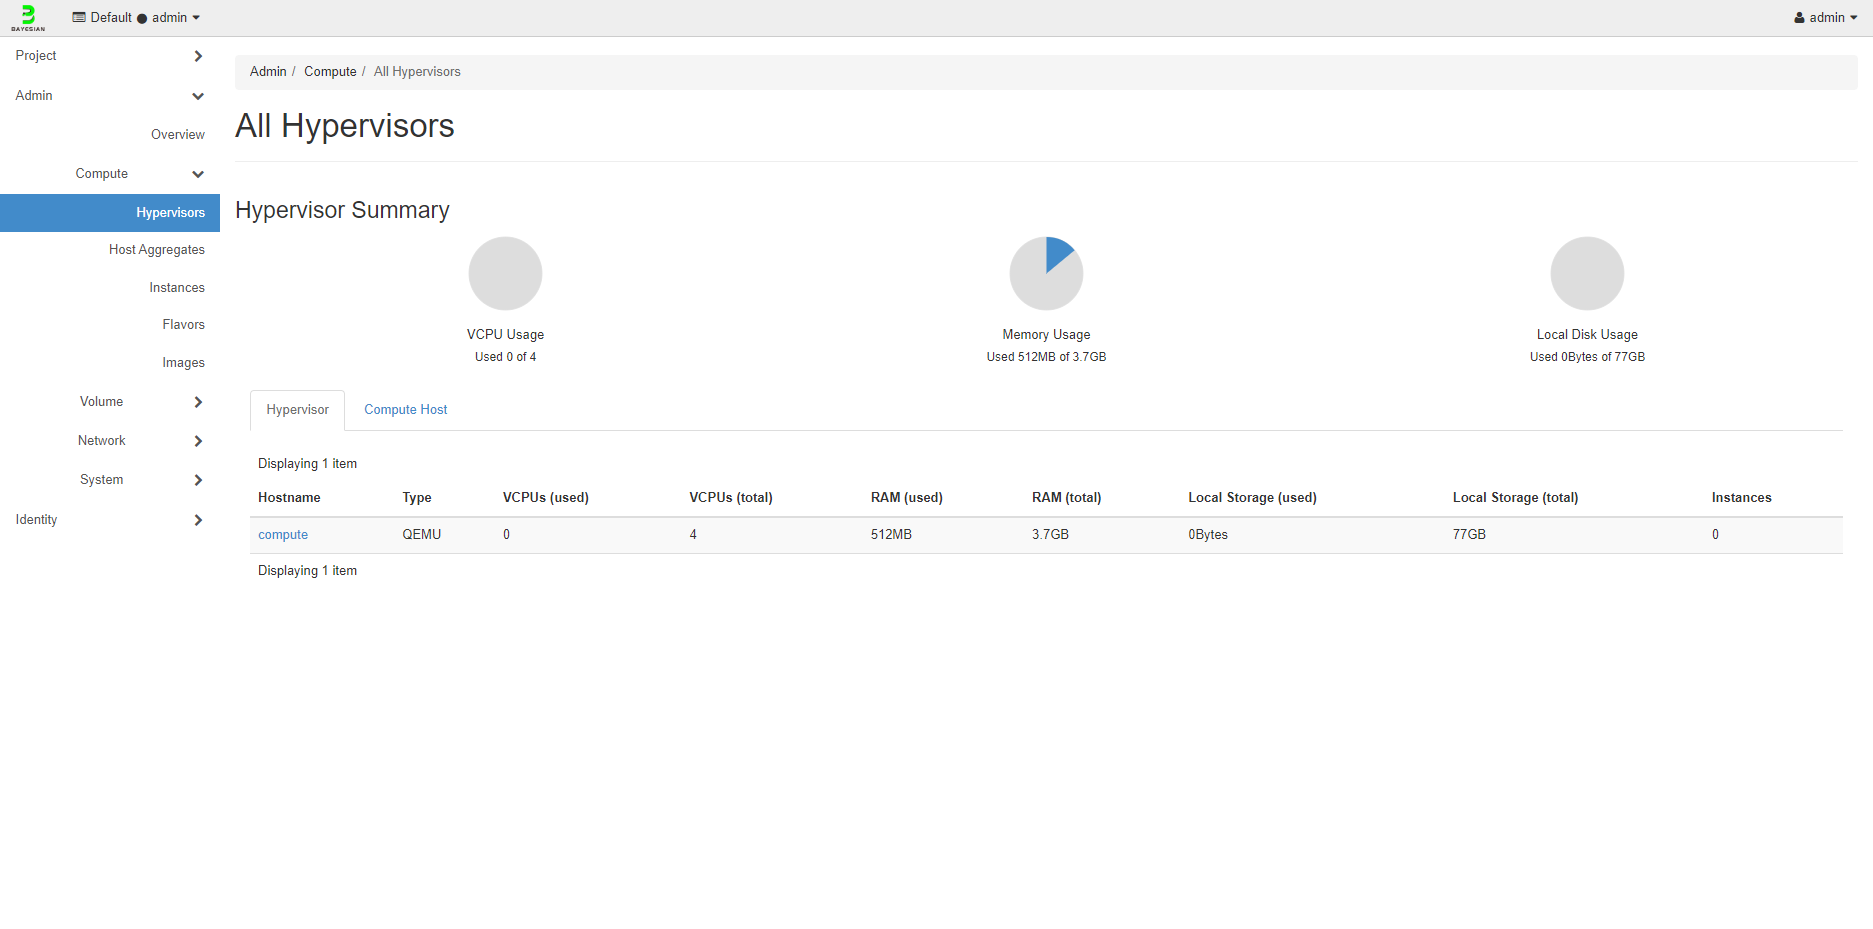 BAYESIAN
Default ● admin
admin
Project
Admin
Overview
Compute
Hypervisors
Host Aggregates
Instances
Flavors
Images
Volume
Network
System
Identity
Admin / Compute / All Hypervisors
All Hypervisors
Hypervisor Summary
VCPU Usage
Used 0 of 4
Memory Usage
Used 512MB of 3.7GB
Local Disk Usage
Used 0Bytes of 77GB
Hypervisor Compute Host
Displaying 1 item
Hostname Type VCPUs (used) VCPUs (total) RAM (used) RAM (total) Local Storage (used) Local Storage (total) Instances
compute QEMU 0 4 512MB 3.7GB 0Bytes 77GB 0
Displaying 1 item